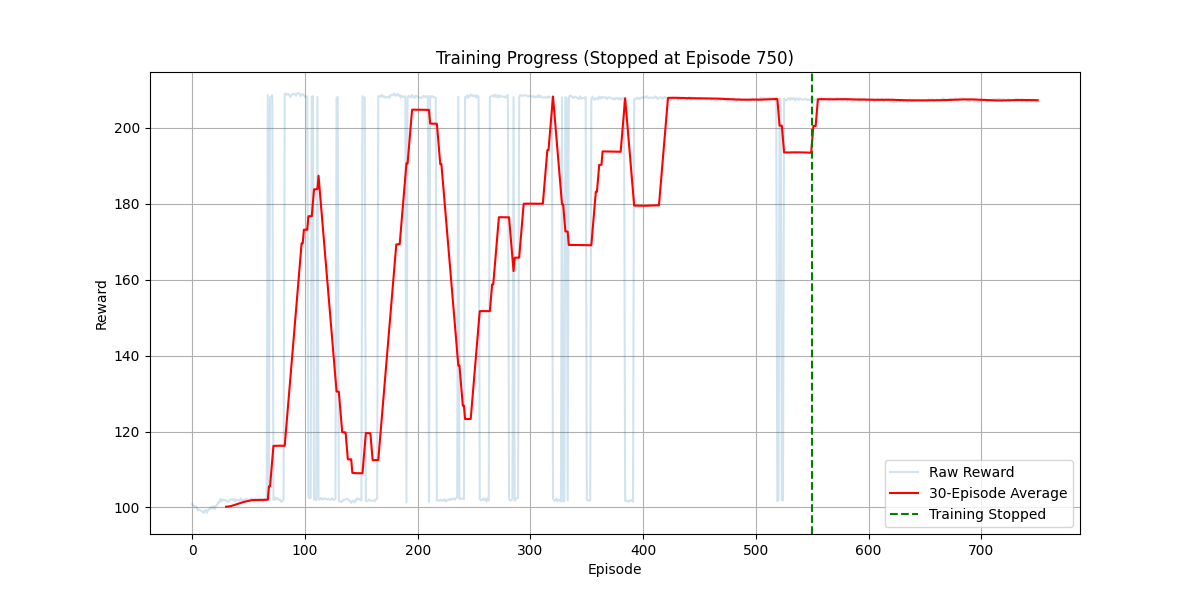 Training Progress (Stopped at Episode 750)
Reward
200
180
160
140
120
100
0 100 200 300 400 500 600 700
Episode
Raw Reward
30-Episode Average
Training Stopped